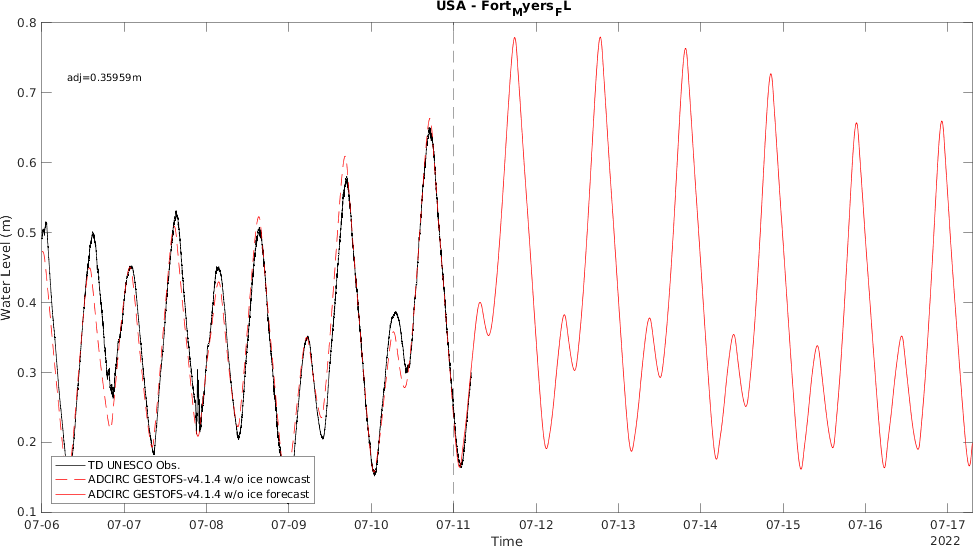 USA - Fort_Myers_FL
0.8
adj=0.35959m
0.7
0.6
0.5
Water Level (m)
0.4
0.3
0.2
TD UNESCO Obs.
ADCIRC GESTOFS-v4.1.4 w/o ice nowcast
ADCIRC GESTOFS-v4.1.4 w/o ice forecast
0.1
07-06 07-07 07-08 07-09 07-10 07-11 07-12 07-13 07-14 07-15 07-16 07-17
Time
2022